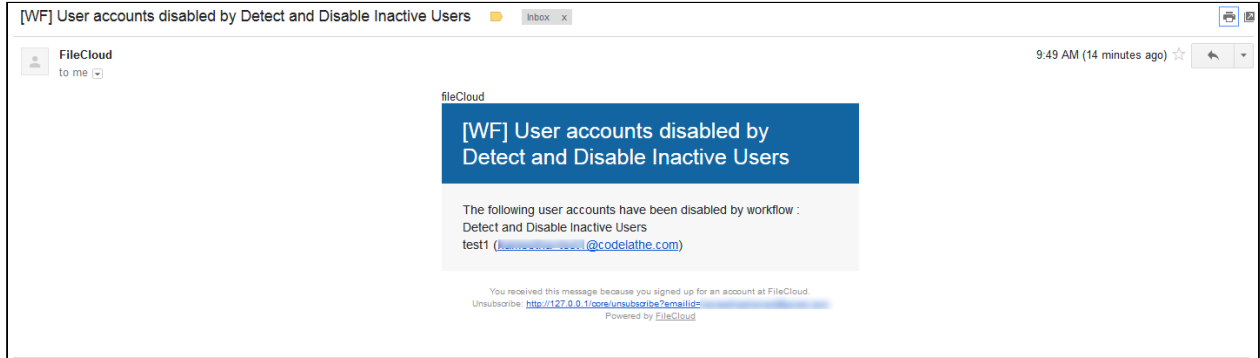 [WF] User accounts disabled by Detect and Disable Inactive Users
Inbox x
FileCloud
to me
9:49 AM (14 minutes ago)
fileCloud
[WF] User accounts disabled by
Detect and Disable Inactive Users
The following user accounts have been disabled by workflow :
Detect and Disable Inactive Users
test1 (@codelathe.com)
You received this message because you signed up for an account at FileCloud.
Unsubscribe: http://127.0.0.1/core/unsubscribe?emailid=
Powered by FileCloud